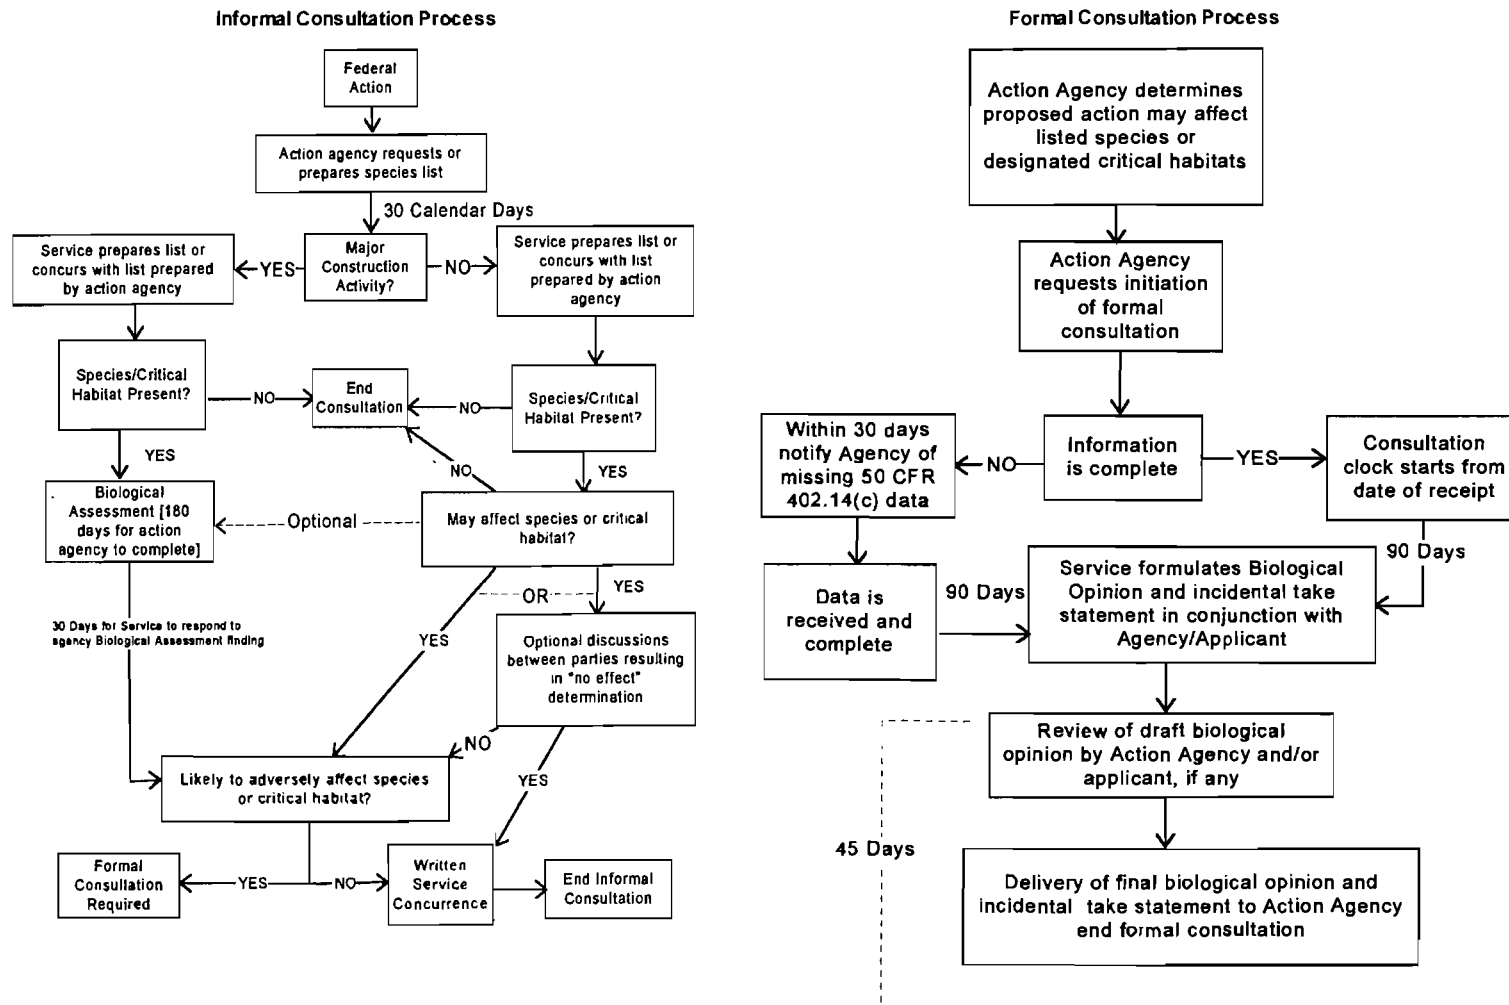 Informal Consultation Process
Federal
Action
Action agency requests or
prepares species list
30 Calendar Days
Service prepares list or
concurs with list prepared
by action agency
YES
Major
Construction
Activity?
NO
Service prepares list or
concurs with list
prepared by action
agency
Species/Critical
Habitat Present?
NO
End
Consultation
NO
Species/Critical
Habitat Present?
YES
NO
YES
Biological
Assessment [180
days for action
agency to complete]
Optional
May affect species or critical
habitat?
OR
YES
30 Days for Service to respond to
agency Biological Assessment finding
YES
Optional discussions
between parties resulting
in "no effect"
determination
NO
YES
Likely to adversely affect species
or critical habitat?
Formal
Consultation
Required
YES
NO
Written
Service
Concurrence
End Informal
Consultation
Formal Consultation Process
Action Agency determines
proposed action may affect
listed species or
designated critical habitats
Action Agency
requests initiation
of formal
consultation
Within 30 days
notify Agency of
missing 50 CFR
402.14(c) data
NO
Information
is complete
YES
Consultation
clock starts from
date of receipt
90 Days
Data is
received and
complete
90 Days
Service formulates Biological
Opinion and incidental take
statement in conjunction with
Agency/Applicant
Review of draft biological
opinion by Action Agency and/or
applicant, if any
45 Days
Delivery of final biological opinion and
incidental take statement to Action Agency
end formal consultation